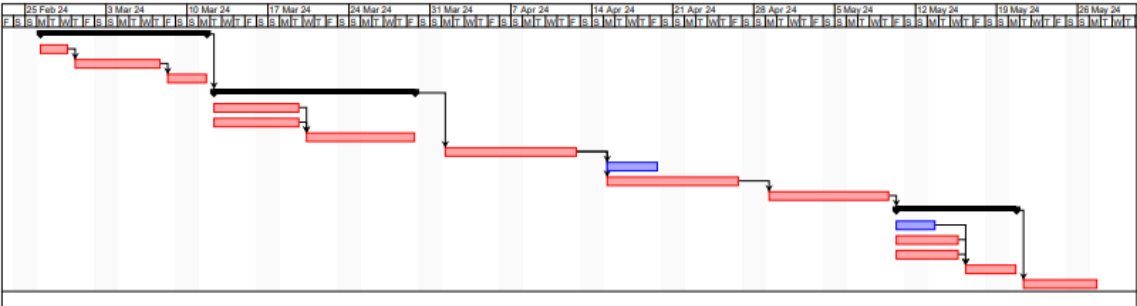 25 Feb 24 3 Mar 24 10 Mar 24 17 Mar 24 24 Mar 24 31 Mar 24 7 Apr 24 14 Apr 24 21 Apr 24 28 Apr 24 5 May 24 12 May 24 19 May 24 26 May 24
F S S M T W T F S S M T W T F S S M T W T F S S M T W T F S S M T W T F S S M T W T F S S M T W T F S S M T W T F S S M T W T F S S M T W T F S S M T W T F S S M T W T F S S M T W T F S S M T W T